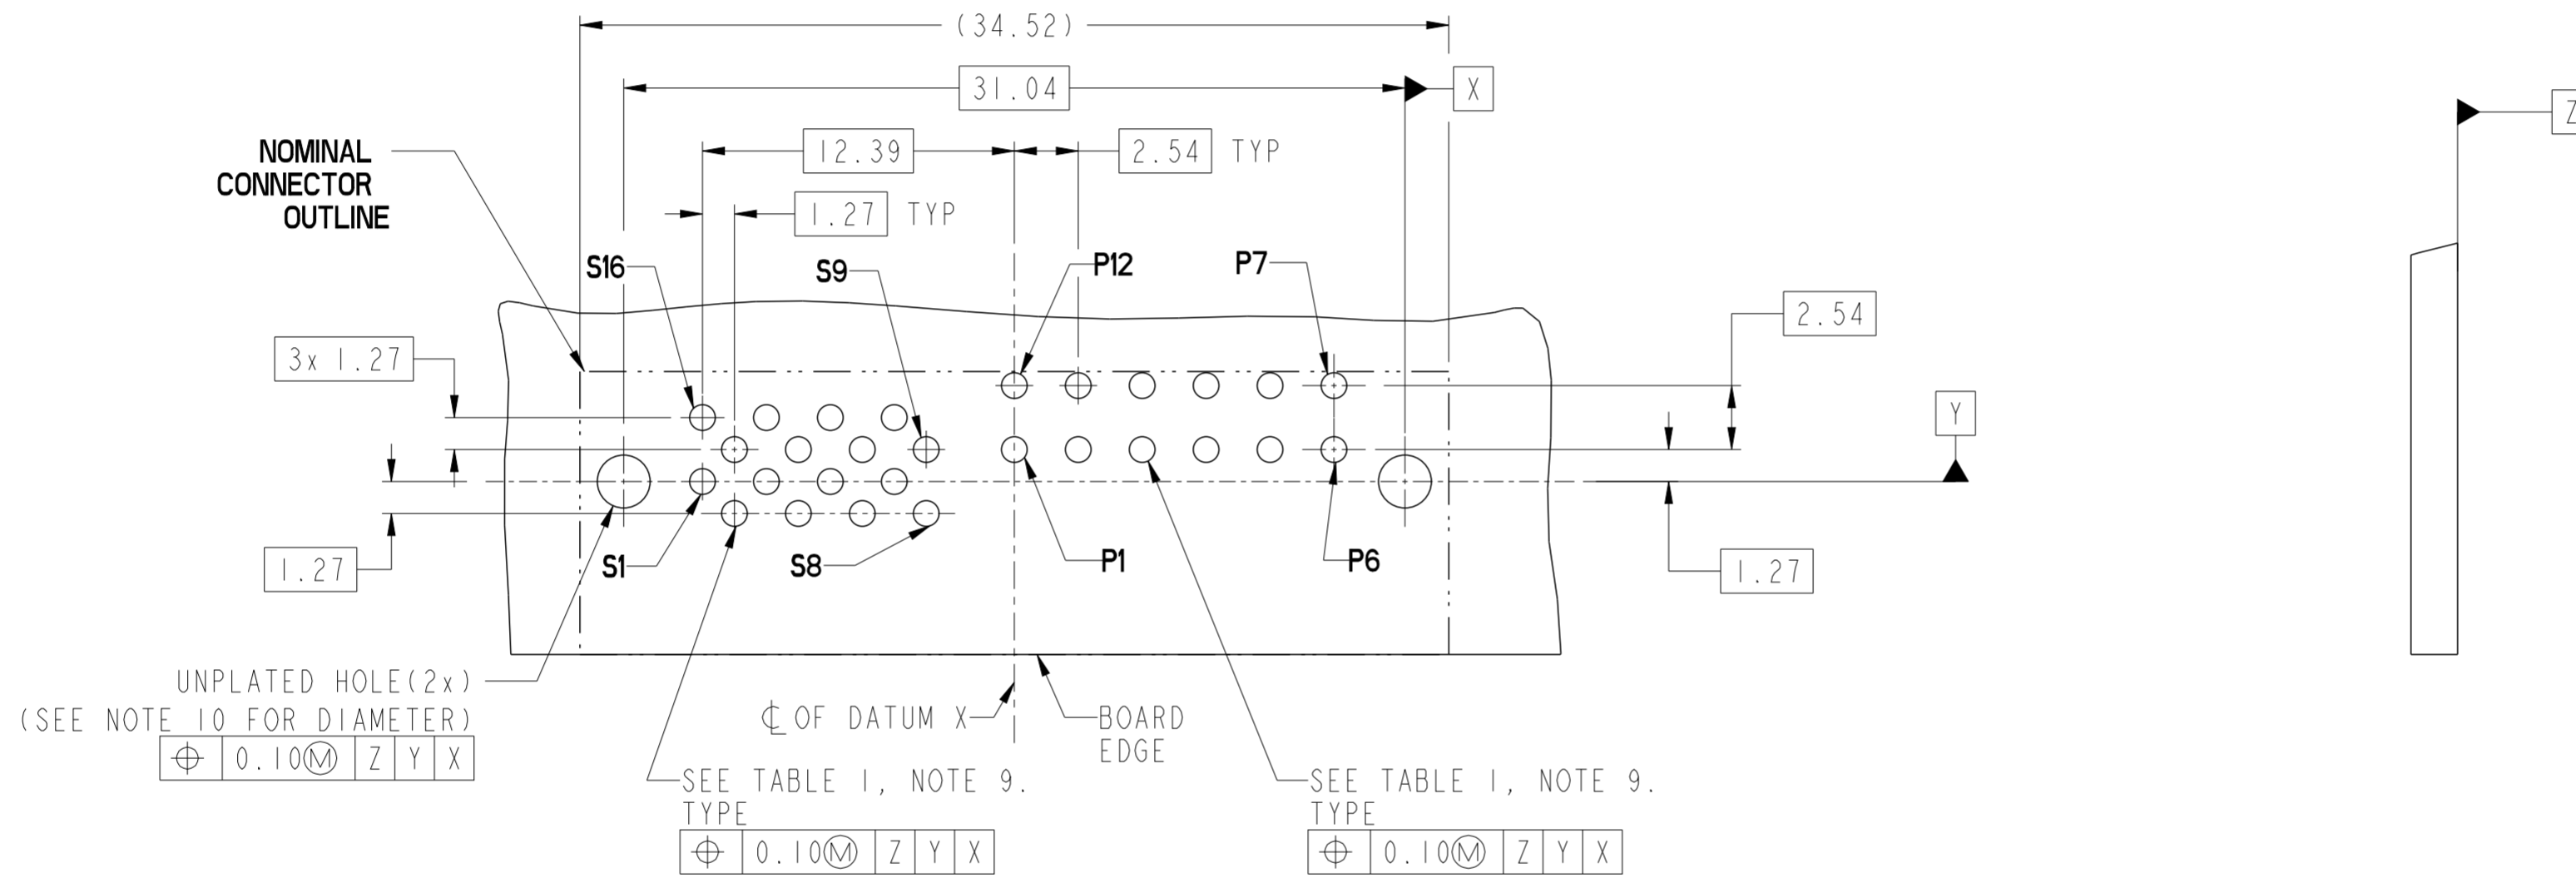 (34.52)
31.04
X
Z
12.39
2.54 TYP
NOMINAL
CONNECTOR
OUTLINE
1.27 TYP
S16
S9
P12
P7
2.54
3x 1.27
Y
S1
S8
P1
P6
1.27
1.27
UNPLATED HOLE(2x)
(SEE NOTE 10 FOR DIAMETER)
⌖ 0.10Ⓜ Z Y X
℄ OF DATUM X
BOARD
EDGE
SEE TABLE 1, NOTE 9.
TYPE
⌖ 0.10Ⓜ Z Y X
SEE TABLE 1, NOTE 9.
TYPE
⌖ 0.10Ⓜ Z Y X